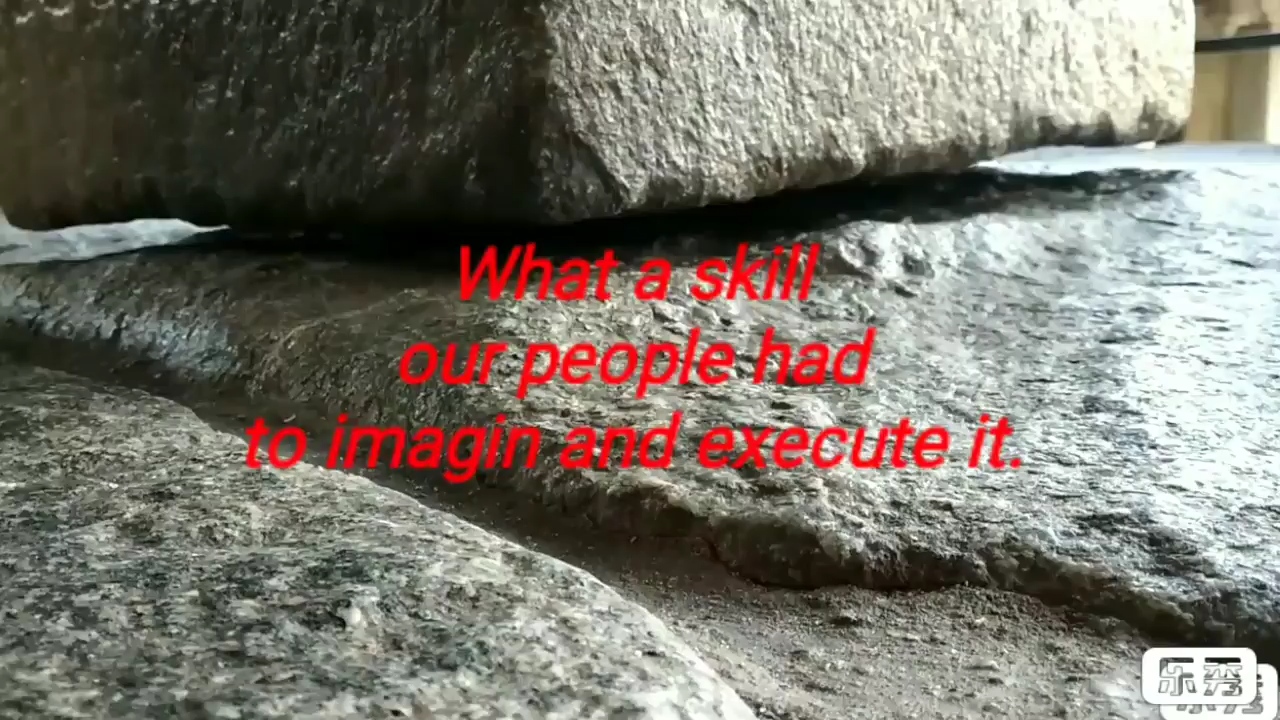 What a skill
our people had
to imagin and execute it.
乐秀